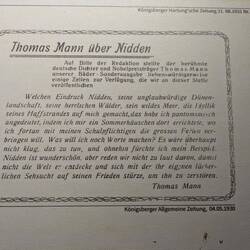 Königsberger Hartung'sche Zeitung, 21. 08. 1931 Nr.
Thomas Mann über Nidden
Auf Bitte der Redaktion stellte der berühmte
deutsche Dichter und Nobelpreisträger Thomas Mann
unserer Bäder-Sonderausgabe liebenswürdigerweise
einige Zeilen zur Verfügung, die wir an dieser Stelle
veröffentlichen
Welchen Eindruck Nidden, seine unglaubwürdige Dünen-
landschaft, seine herrlichen Wälder, sein wildes Meer, die Idyllik
seines Haffstrandes auf mich gemacht, das habe ich pantomimisch
angedeutet, indem ich mir ein Sommerhäuschen dort errichtete, wo
ich fortan mit meinen Schulpflichtigen die grossen Ferien ver-
bringen will. Was will ich noch Worte machen? Es wäre überhaupt
nicht klug, das zu tun, und ohnehin fürchte ich mein Beispiel.
Nidden ist wunderschön, aber reden wir nicht zu laut davon, damit
nicht die Welt es entdecke und sich mit der ihr eigenen
lichen Sehnsucht auf seinen Frieden stürze, um ihn zu zerstören.
Thomas Mann
Königsberger Allgemeine Zeitung, 04.05.1930